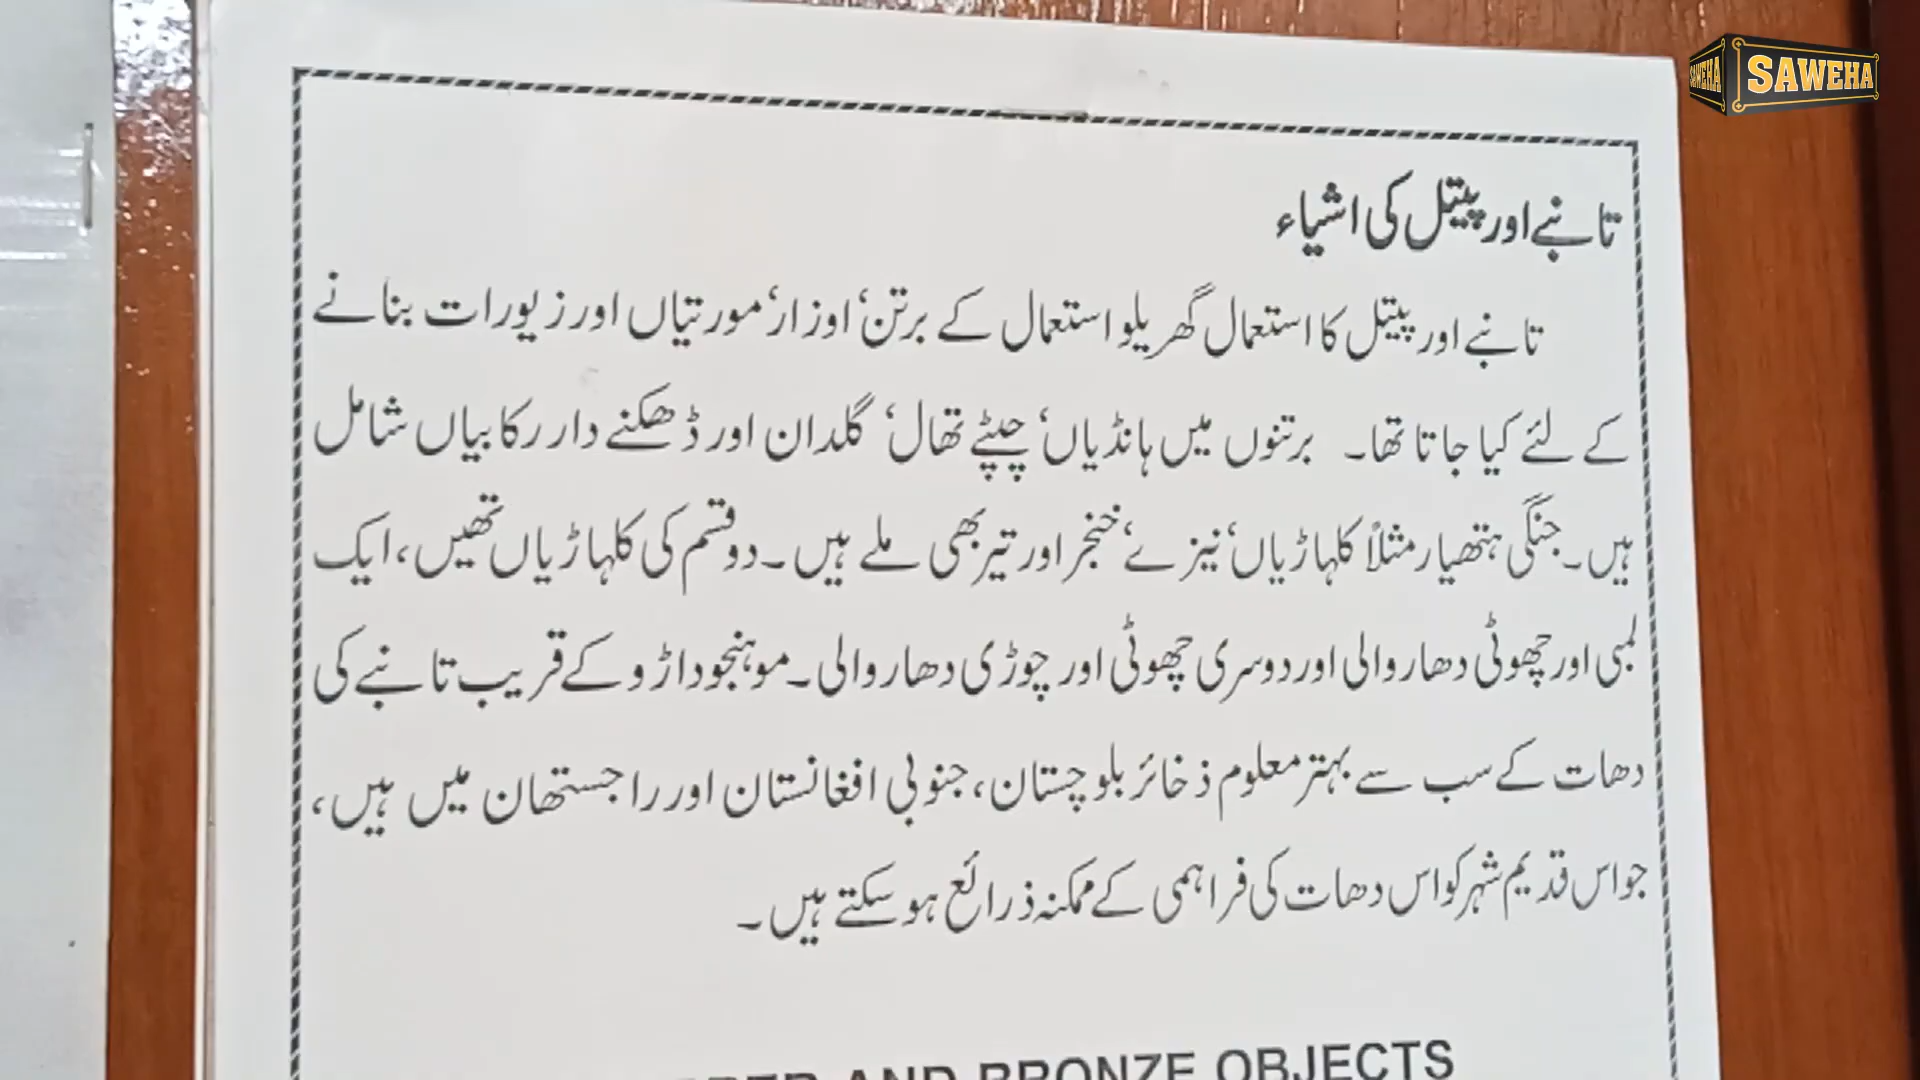 SAWEHA
SAWEHA
تانبے اور پیتل کی اشیاء
تانبے اور پیتل کا استعمال گھریلو استعمال کے برتن‘ اوزار‘ مورتیاں اور زیورات بنانے
کے لئے کیا جاتا تھا۔ برتنوں میں ہانڈیاں‘ چپٹے تھال‘ گلدان اور ڈھکنے دار رکابیاں شامل
ہیں۔ جنگی ہتھیار مثلاً کلہاڑیاں‘ نیزے‘ خنجر اور تیر بھی ملے ہیں۔ دو قسم کی کلہاڑیاں تھیں، ایک
لمبی اور چھوٹی دھار والی اور دوسری چھوٹی اور چوڑی دھار والی۔ موہنجوداڑو کے قریب تانبے کی
دھات کے سب سے بہتر معلوم ذخائر بلوچستان، جنوبی افغانستان اور راجستھان میں ہیں،
جو اس قدیم شہر کو اس دھات کی فراہمی کے ممکنہ ذرائع ہو سکتے ہیں۔
AND BRONZE OBJECTS